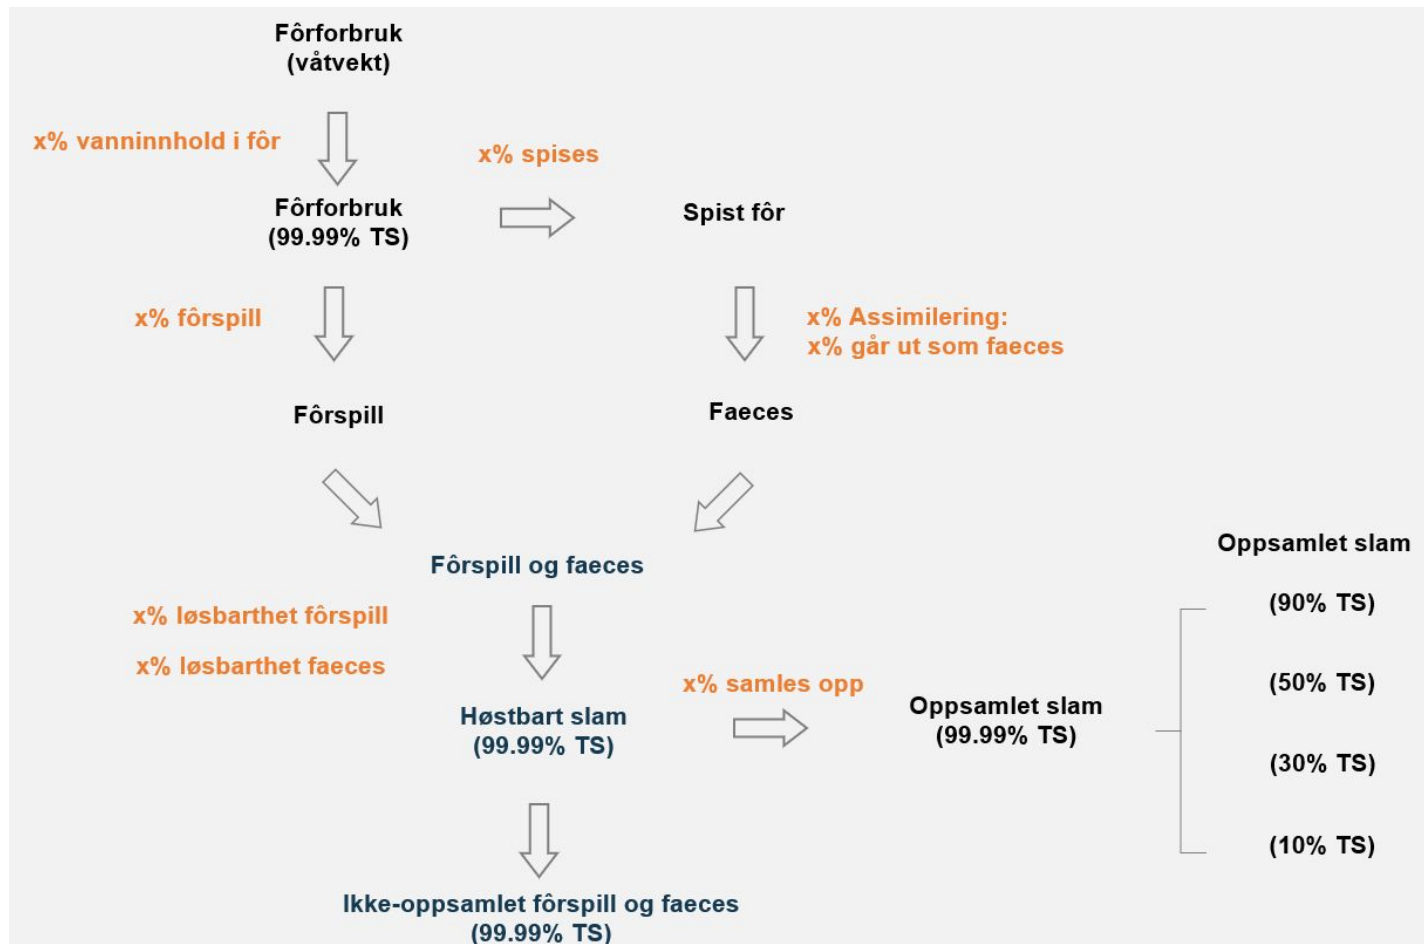 Fôrforbruk
(våtvekt)
x% vanninnhold i fôr
x% spises
Fôrforbruk
(99.99% TS)
Spist fôr
x% fôrspill
x% Assimilering:
x% går ut som faeces
Fôrspill
Faeces
Fôrspill og faeces
Oppsamlet slam
x% løsbarthet fôrspill
(90% TS)
x% løsbarthet faeces
x% samles opp
(50% TS)
Høstbart slam
(99.99% TS)
Oppsamlet slam
(99.99% TS)
(30% TS)
(10% TS)
Ikke-oppsamlet fôrspill og faeces
(99.99% TS)